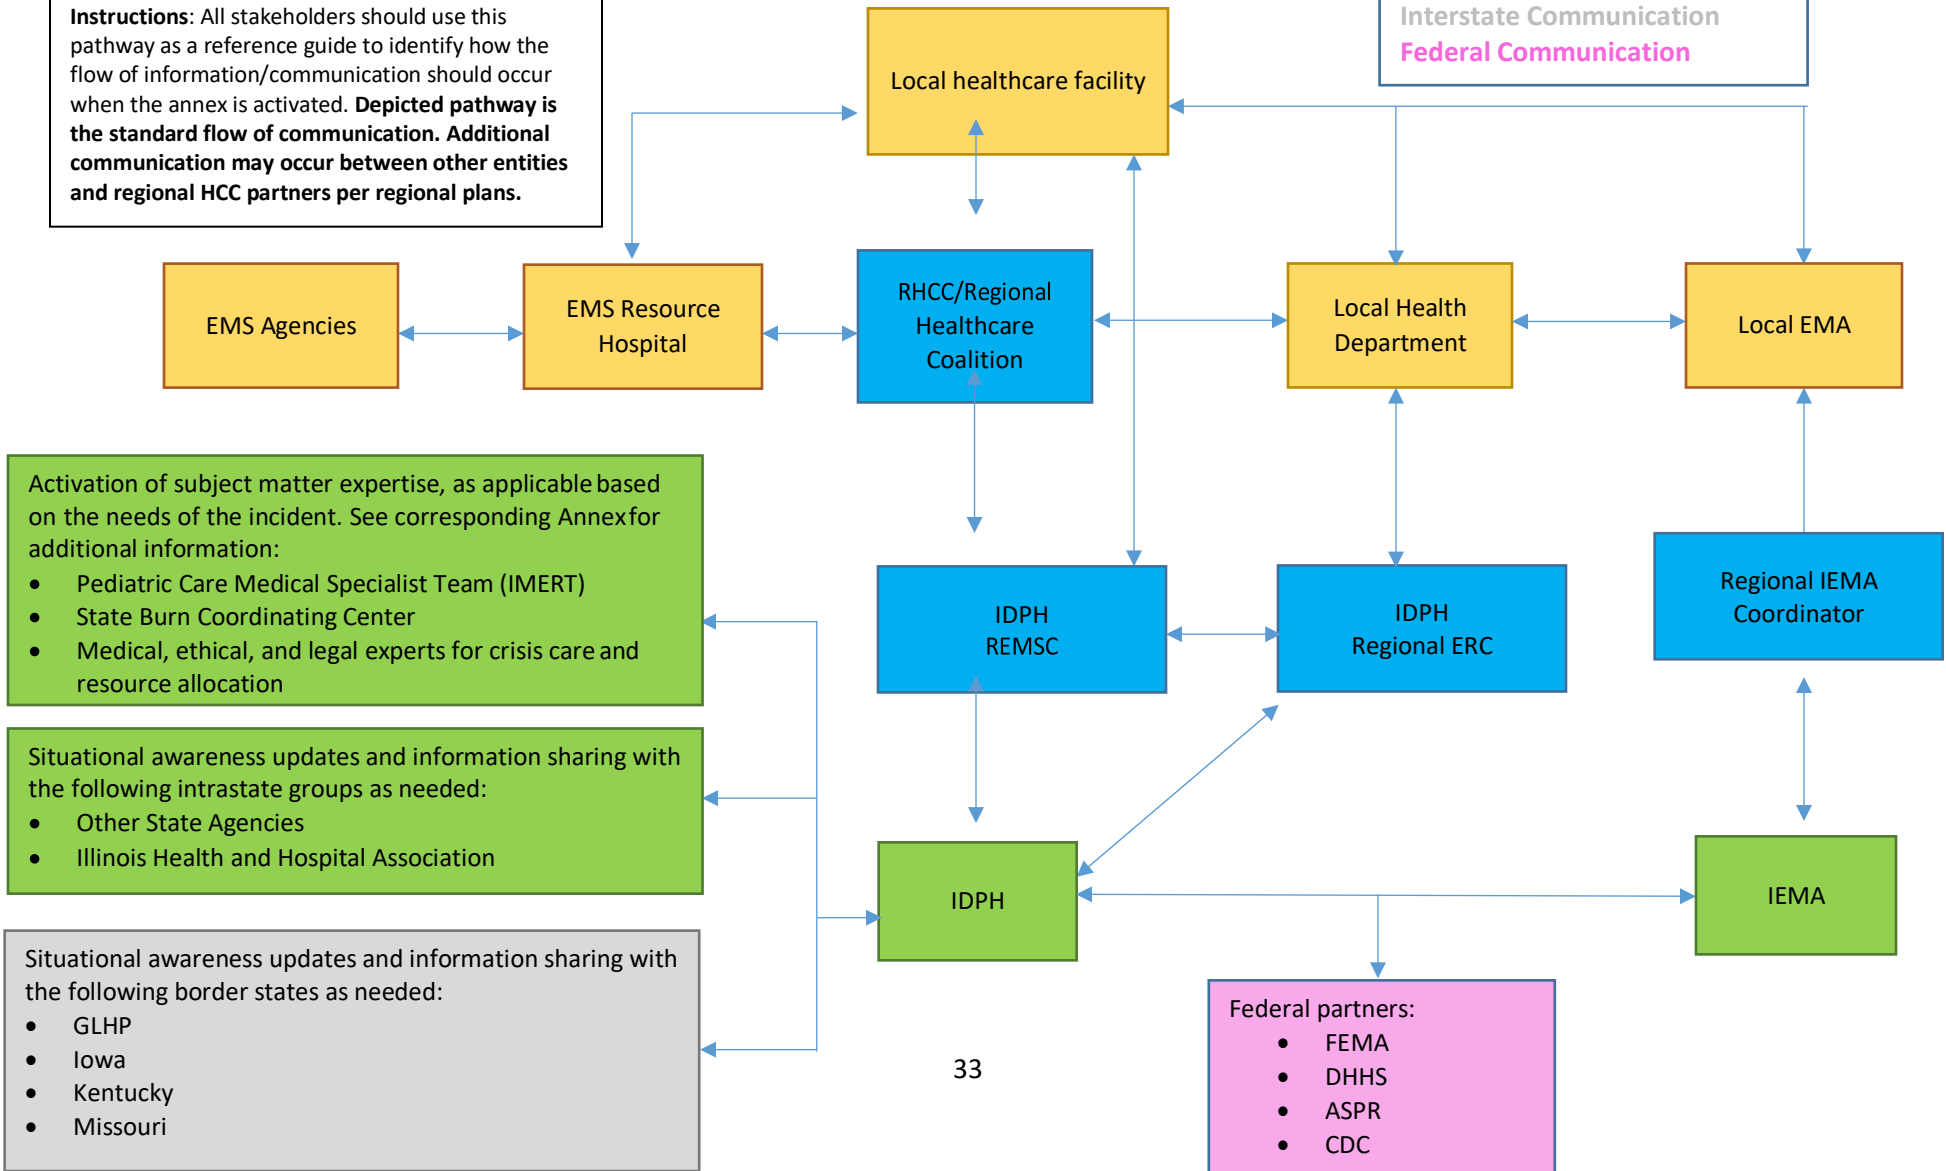 Instructions: All stakeholders should use this
pathway as a reference guide to identify how the
flow of information/communication should occur
when the annex is activated. Depicted pathway is
the standard flow of communication. Additional
communication may occur between other entities
and regional HCC partners per regional plans.
Interstate Communication
Federal Communication
Local healthcare facility
EMS Agencies
EMS Resource
Hospital
RHCC/Regional
Healthcare
Coalition
Local Health
Department
Local EMA
Activation of subject matter expertise, as applicable based
on the needs of the incident. See corresponding Annex for
additional information:
• Pediatric Care Medical Specialist Team (IMERT)
• State Burn Coordinating Center
• Medical, ethical, and legal experts for crisis care and
resource allocation
IDPH
REMSC
IDPH
Regional ERC
Regional IEMA
Coordinator
Situational awareness updates and information sharing with
the following intrastate groups as needed:
• Other State Agencies
• Illinois Health and Hospital Association
IDPH
IEMA
Situational awareness updates and information sharing with
the following border states as needed:
• GLHP
• Iowa
• Kentucky
• Missouri
Federal partners:
• FEMA
• DHHS
• ASPR
• CDC
33